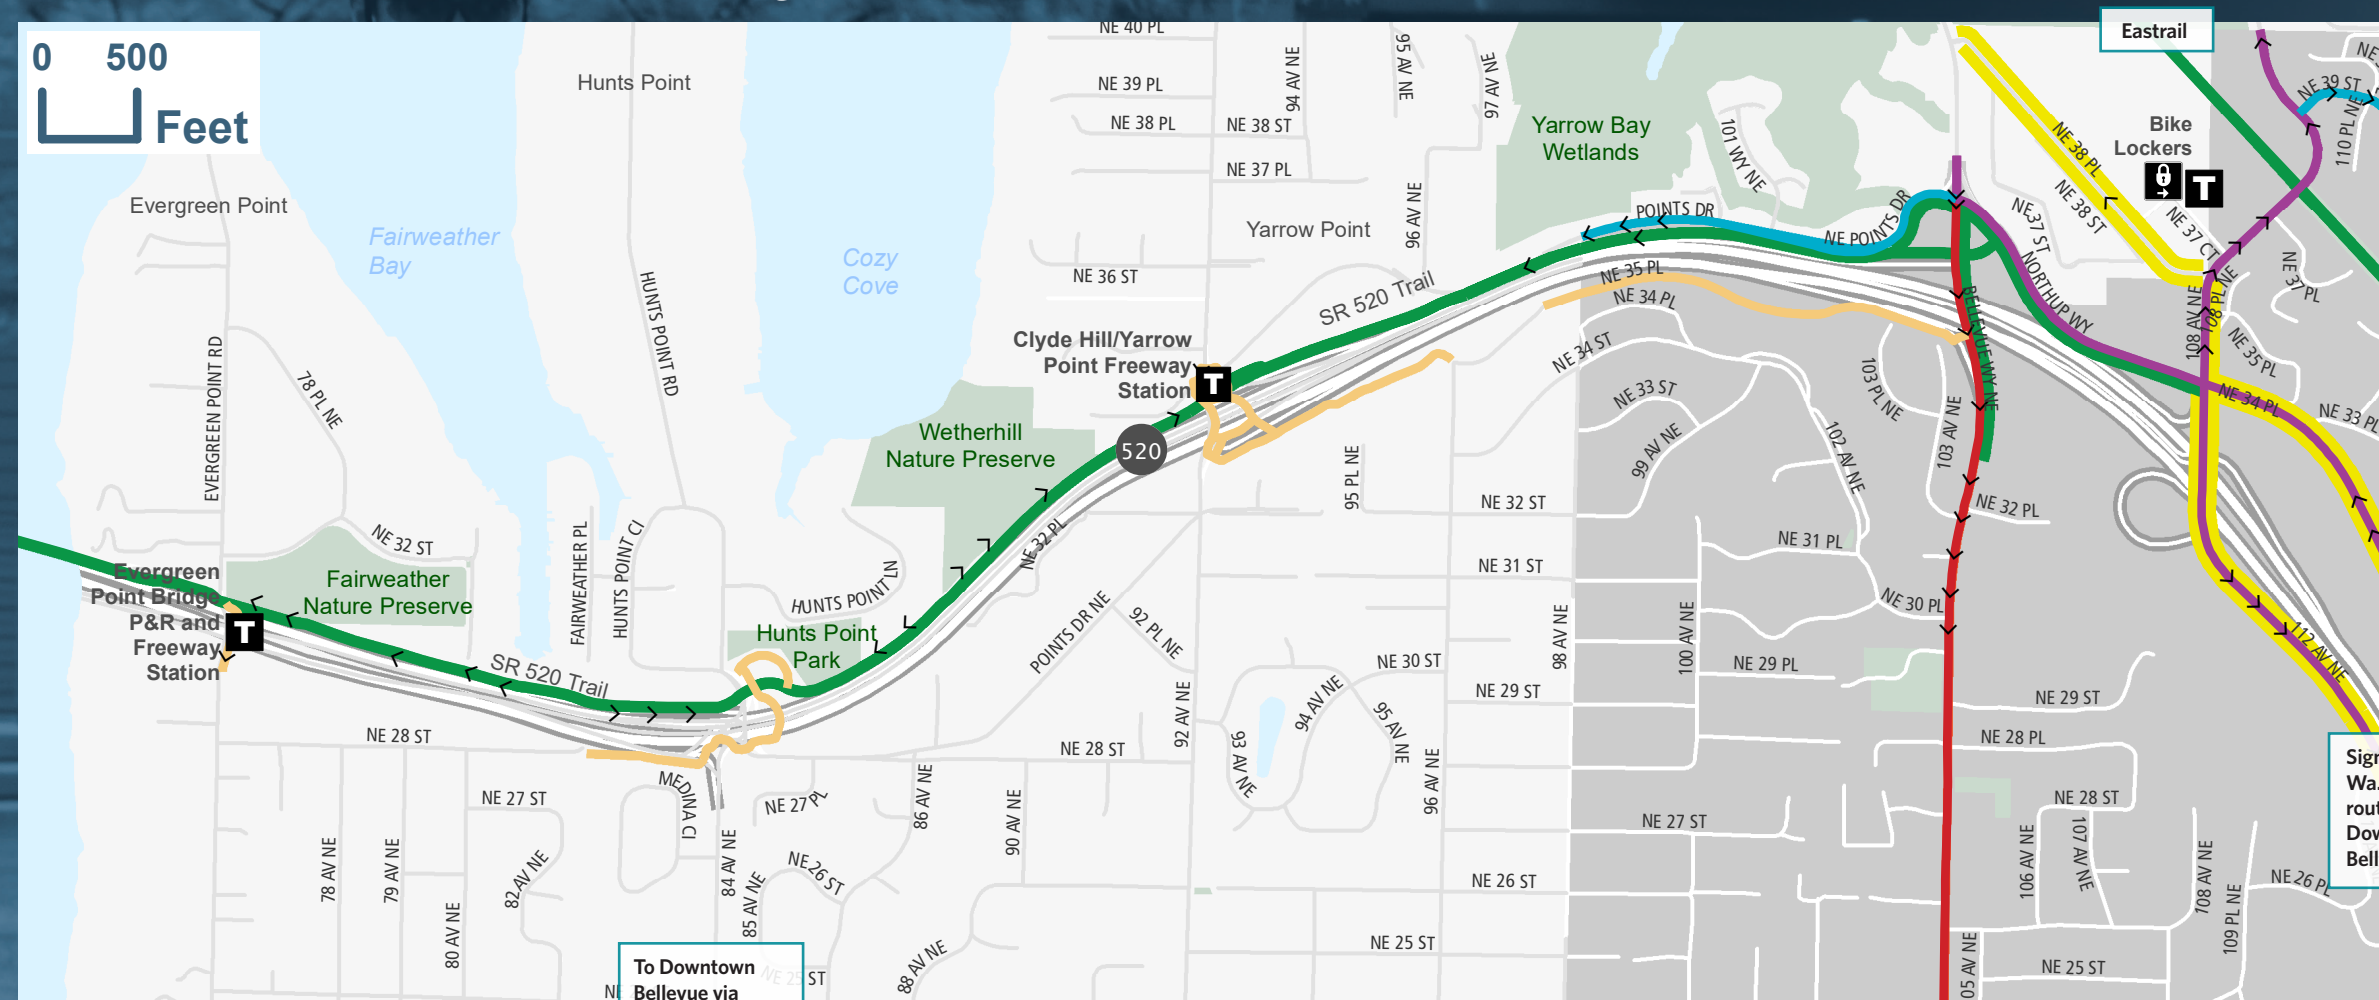 0 500
Feet
Hunts Point
Evergreen Point
Fairweather
Bay
Cozy
Cove
HUNTS POINT RD
EVERGREEN POINT RD
78 PL NE
NE 32 ST
Fairweather
Nature Preserve
Evergreen
Point Bridge
P&R and
Freeway
Station
T
FAIRWEATHER PL
HUNTS POINT CI
HUNTS POINT LN
Hunts Point
Park
SR 520 Trail
NE 28 ST
NE 27 ST
MEDINA CI
NE 27 PL
78 AV NE
79 AV NE
80 AV NE
82 AV NE
84 AV NE
85 AV NE
NE 26 ST
86 AV NE
88 AV NE
90 AV NE
NE 25 ST
NE
To Downtown
Bellevue via
NE 40 PL
NE 39 PL
NE 38 PL
NE 38 ST
NE 37 PL
94 AV NE
95 AV NE
97 AV NE
96 AV NE
Yarrow Point
NE 36 ST
Clyde Hill/Yarrow
Point Freeway
Station
T
SR 520 Trail
Wetherhill
Nature Preserve
520
NE 32 PL
POINTS DR NE
92 PL NE
92 AV NE
NE 28 ST
93 AV NE
94 AV NE
95 AV NE
96 AV NE
95 PL NE
NE 32 ST
NE 31 ST
NE 30 ST
NE 29 ST
98 AV NE
NE 26 ST
NE 25 ST
Yarrow Bay
Wetlands
101 WY NE
POINTS DR
NE POINTS DR
NE 35 PL
NE 34 PL
NE 34 ST
NE 33 ST
99 AV NE
102 AV NE
103 PL NE
103 AV NE
BELLEVUE WY NE
NORTHUP WY
NE 37 ST
NE 38 PL
NE 38 ST
NE 37 CT
Bike
Lockers
T
Eastrail
NE 39 ST
NE
110 PL NE
NE 37 PL
108 AV NE
108 PL NE
NE 35 PL
NE 34 PL
NE 33 PL
NE 32 PL
NE 31 PL
NE 30 PL
100 AV NE
NE 29 PL
NE 29 ST
NE 28 PL
NE 28 ST
NE 27 ST
106 AV NE
107 AV NE
108 AV NE
109 PL NE
NE 26 PL
NE 25 ST
05 AV NE
112 AV NE
Sign
Wa.
rout
Dow
Bell